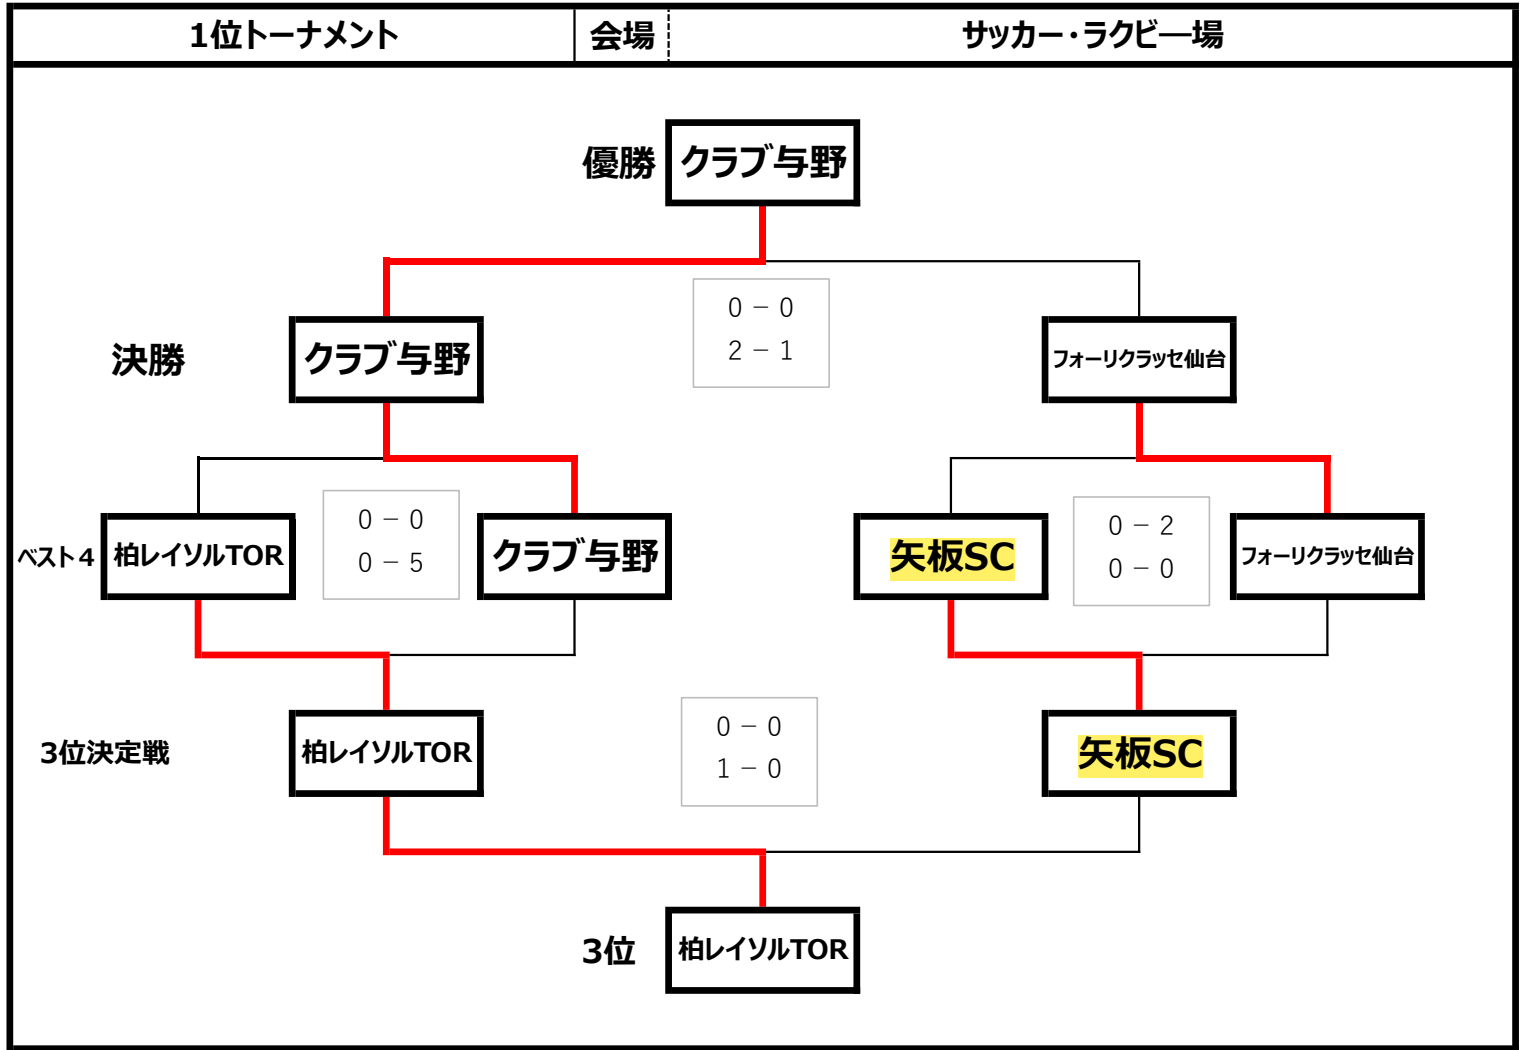 1位トーナメント 会場 サッカー・ラクビ―場
優勝 クラブ与野
0 － 0
2 － 1
決勝 クラブ与野 フォーリクラッセ仙台
0 － 0
0 － 5
0 － 2
0 － 0
ベスト４ 柏レイソルTOR クラブ与野 矢板SC フォーリクラッセ仙台
0 － 0
1 － 0
3位決定戦 柏レイソルTOR 矢板SC
3位 柏レイソルTOR